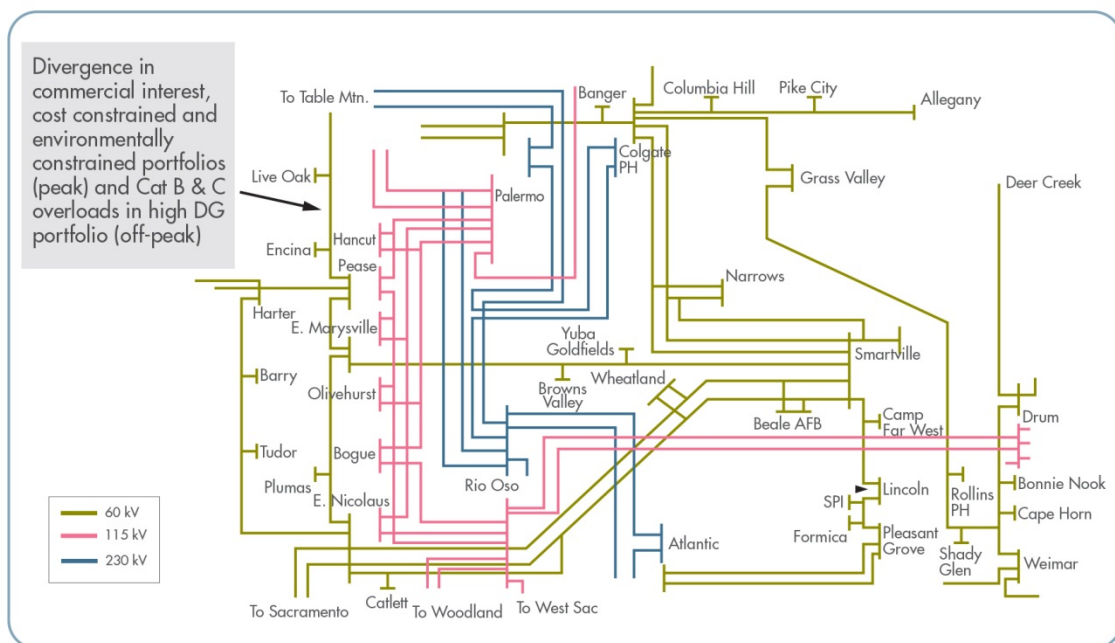 Divergence in
commercial interest,
cost constrained and
environmentally
constrained portfolios
(peak) and Cat B & C
overloads in high DG
portfolio (off-peak)
To Table Mtn.
Banger
Columbia Hill
Pike City
Allegany
Live Oak
Colgate
PH
Grass Valley
Deer Creek
Palermo
Encina
Hancut
Pease
Narrows
Harter
E. Marysville
Yuba
Goldfields
Smartville
Barry
Olivehurst
Browns
Valley
Wheatland
Beale AFB
Camp
Far West
Drum
Tudor
Bogue
Plumas
Rio Oso
E. Nicolaus
SPI
Lincoln
Rollins
PH
Bonnie Nook
Cape Horn
60 kV
115 kV
230 kV
Atlantic
Formica
Pleasant
Grove
Shady
Glen
Weimar
To Sacramento
Catlett
To Woodland
To West Sac